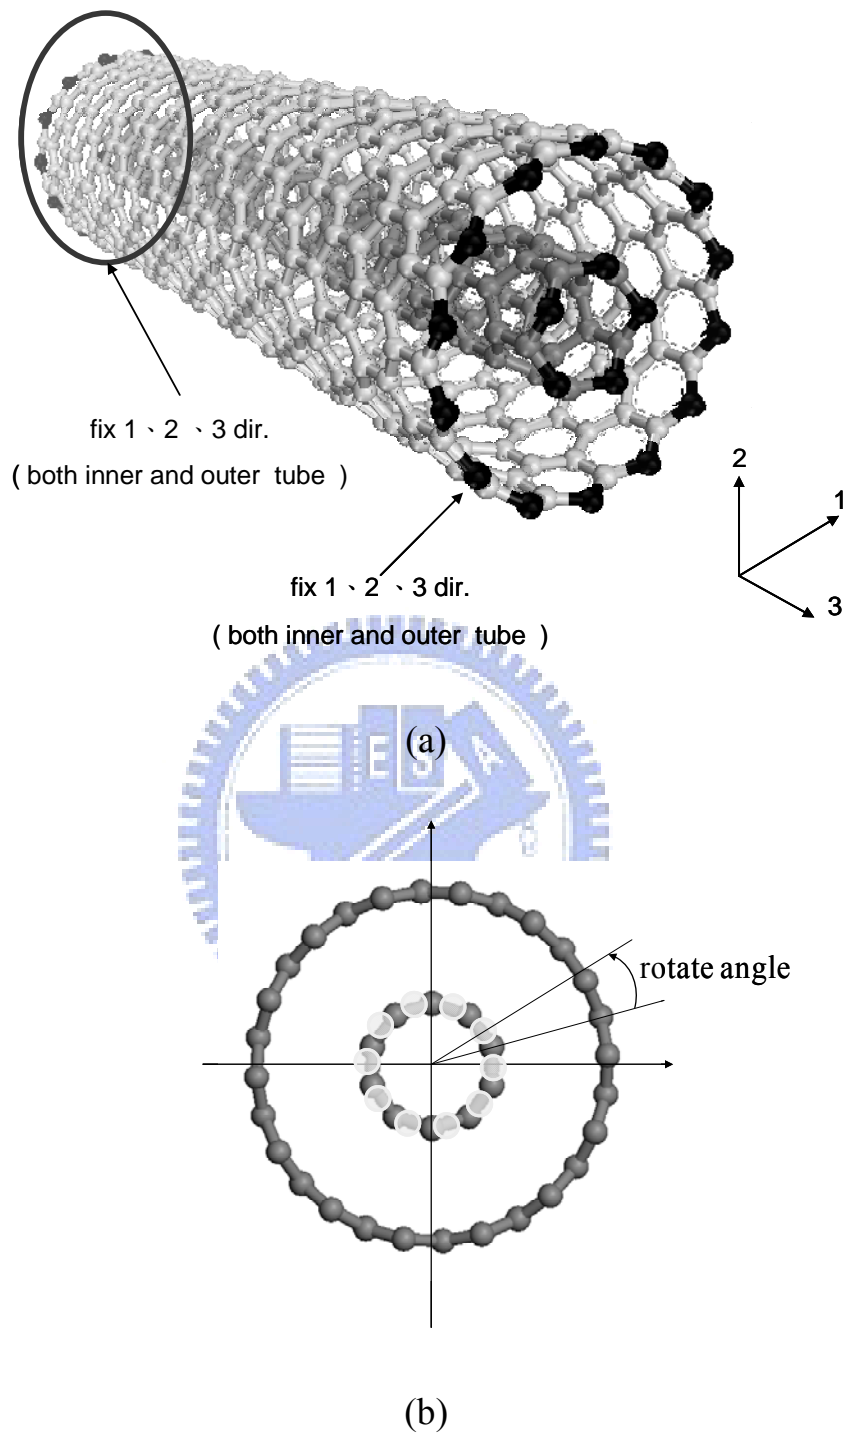 fix 1、2 、3 dir.
( both inner and outer tube )
2
1
3
fix 1、2 、3 dir.
( both inner and outer tube )
(a)
E S A
rotate angle
(b)